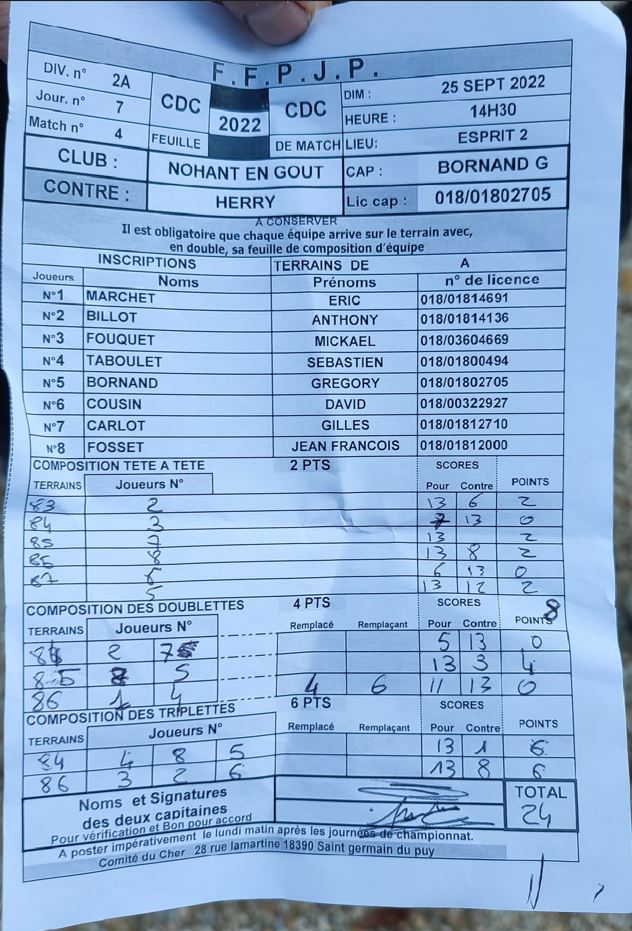 F.F.P.J.P.
DIV. n° 2A CDC CDC DIM : 25 SEPT 2022
Jour. n° 7 2022 HEURE : 14H30
Match n° 4 FEUILLE DE MATCH LIEU: ESPRIT 2
CLUB : NOHANT EN GOUT CAP : BORNAND G
CONTRE : HERRY Lic cap : 018/01802705
A CONSERVER
Il est obligatoire que chaque équipe arrive sur le terrain avec,
en double, sa feuille de composition d'équipe
INSCRIPTIONS TERRAINS DE A
Joueurs Noms Prénoms n° de licence
N°1 MARCHET ERIC 018/01814691
N°2 BILLOT ANTHONY 018/01814136
N°3 FOUQUET MICKAEL 018/03604669
N°4 TABOULET SEBASTIEN 018/01800494
N°5 BORNAND GREGORY 018/01802705
N°6 COUSIN DAVID 018/00322927
N°7 CARLOT GILLES 018/01812710
N°8 FOSSET JEAN FRANCOIS 018/01812000
COMPOSITION TETE A TETE 2 PTS SCORES
TERRAINS Joueurs N° Pour Contre POINTS
83 2 13 6 2
84 3 7 13 0
85 7 13 2
86 8 13 8 2
87 6 6 13 0
5 13 12 2
COMPOSITION DES DOUBLETTES 4 PTS SCORES 8
TERRAINS Joueurs N° Remplacé Remplaçant Pour Contre POINTS
2 5 13 0
85 5 13 3 4
86 1 4 4 6 11 13 0
COMPOSITION DES TRIPLETTES 6 PTS SCORES
TERRAINS Joueurs N° Remplacé Remplaçant Pour Contre POINTS
84 4 8 5 13 1 6
86 3 2 6 13 8 6
Noms et Signatures TOTAL
des deux capitaines 24
Pour vérification et Bon pour accord
A poster impérativement le lundi matin après les journées de championnat.
Comité du Cher 28 rue lamartine 18390 Saint germain du puy